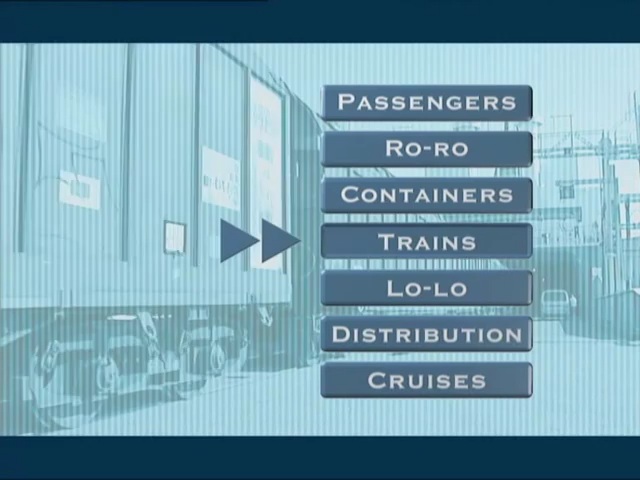 Passengers
Ro-ro
Containers
Trains
Lo-lo
Distribution
Cruises